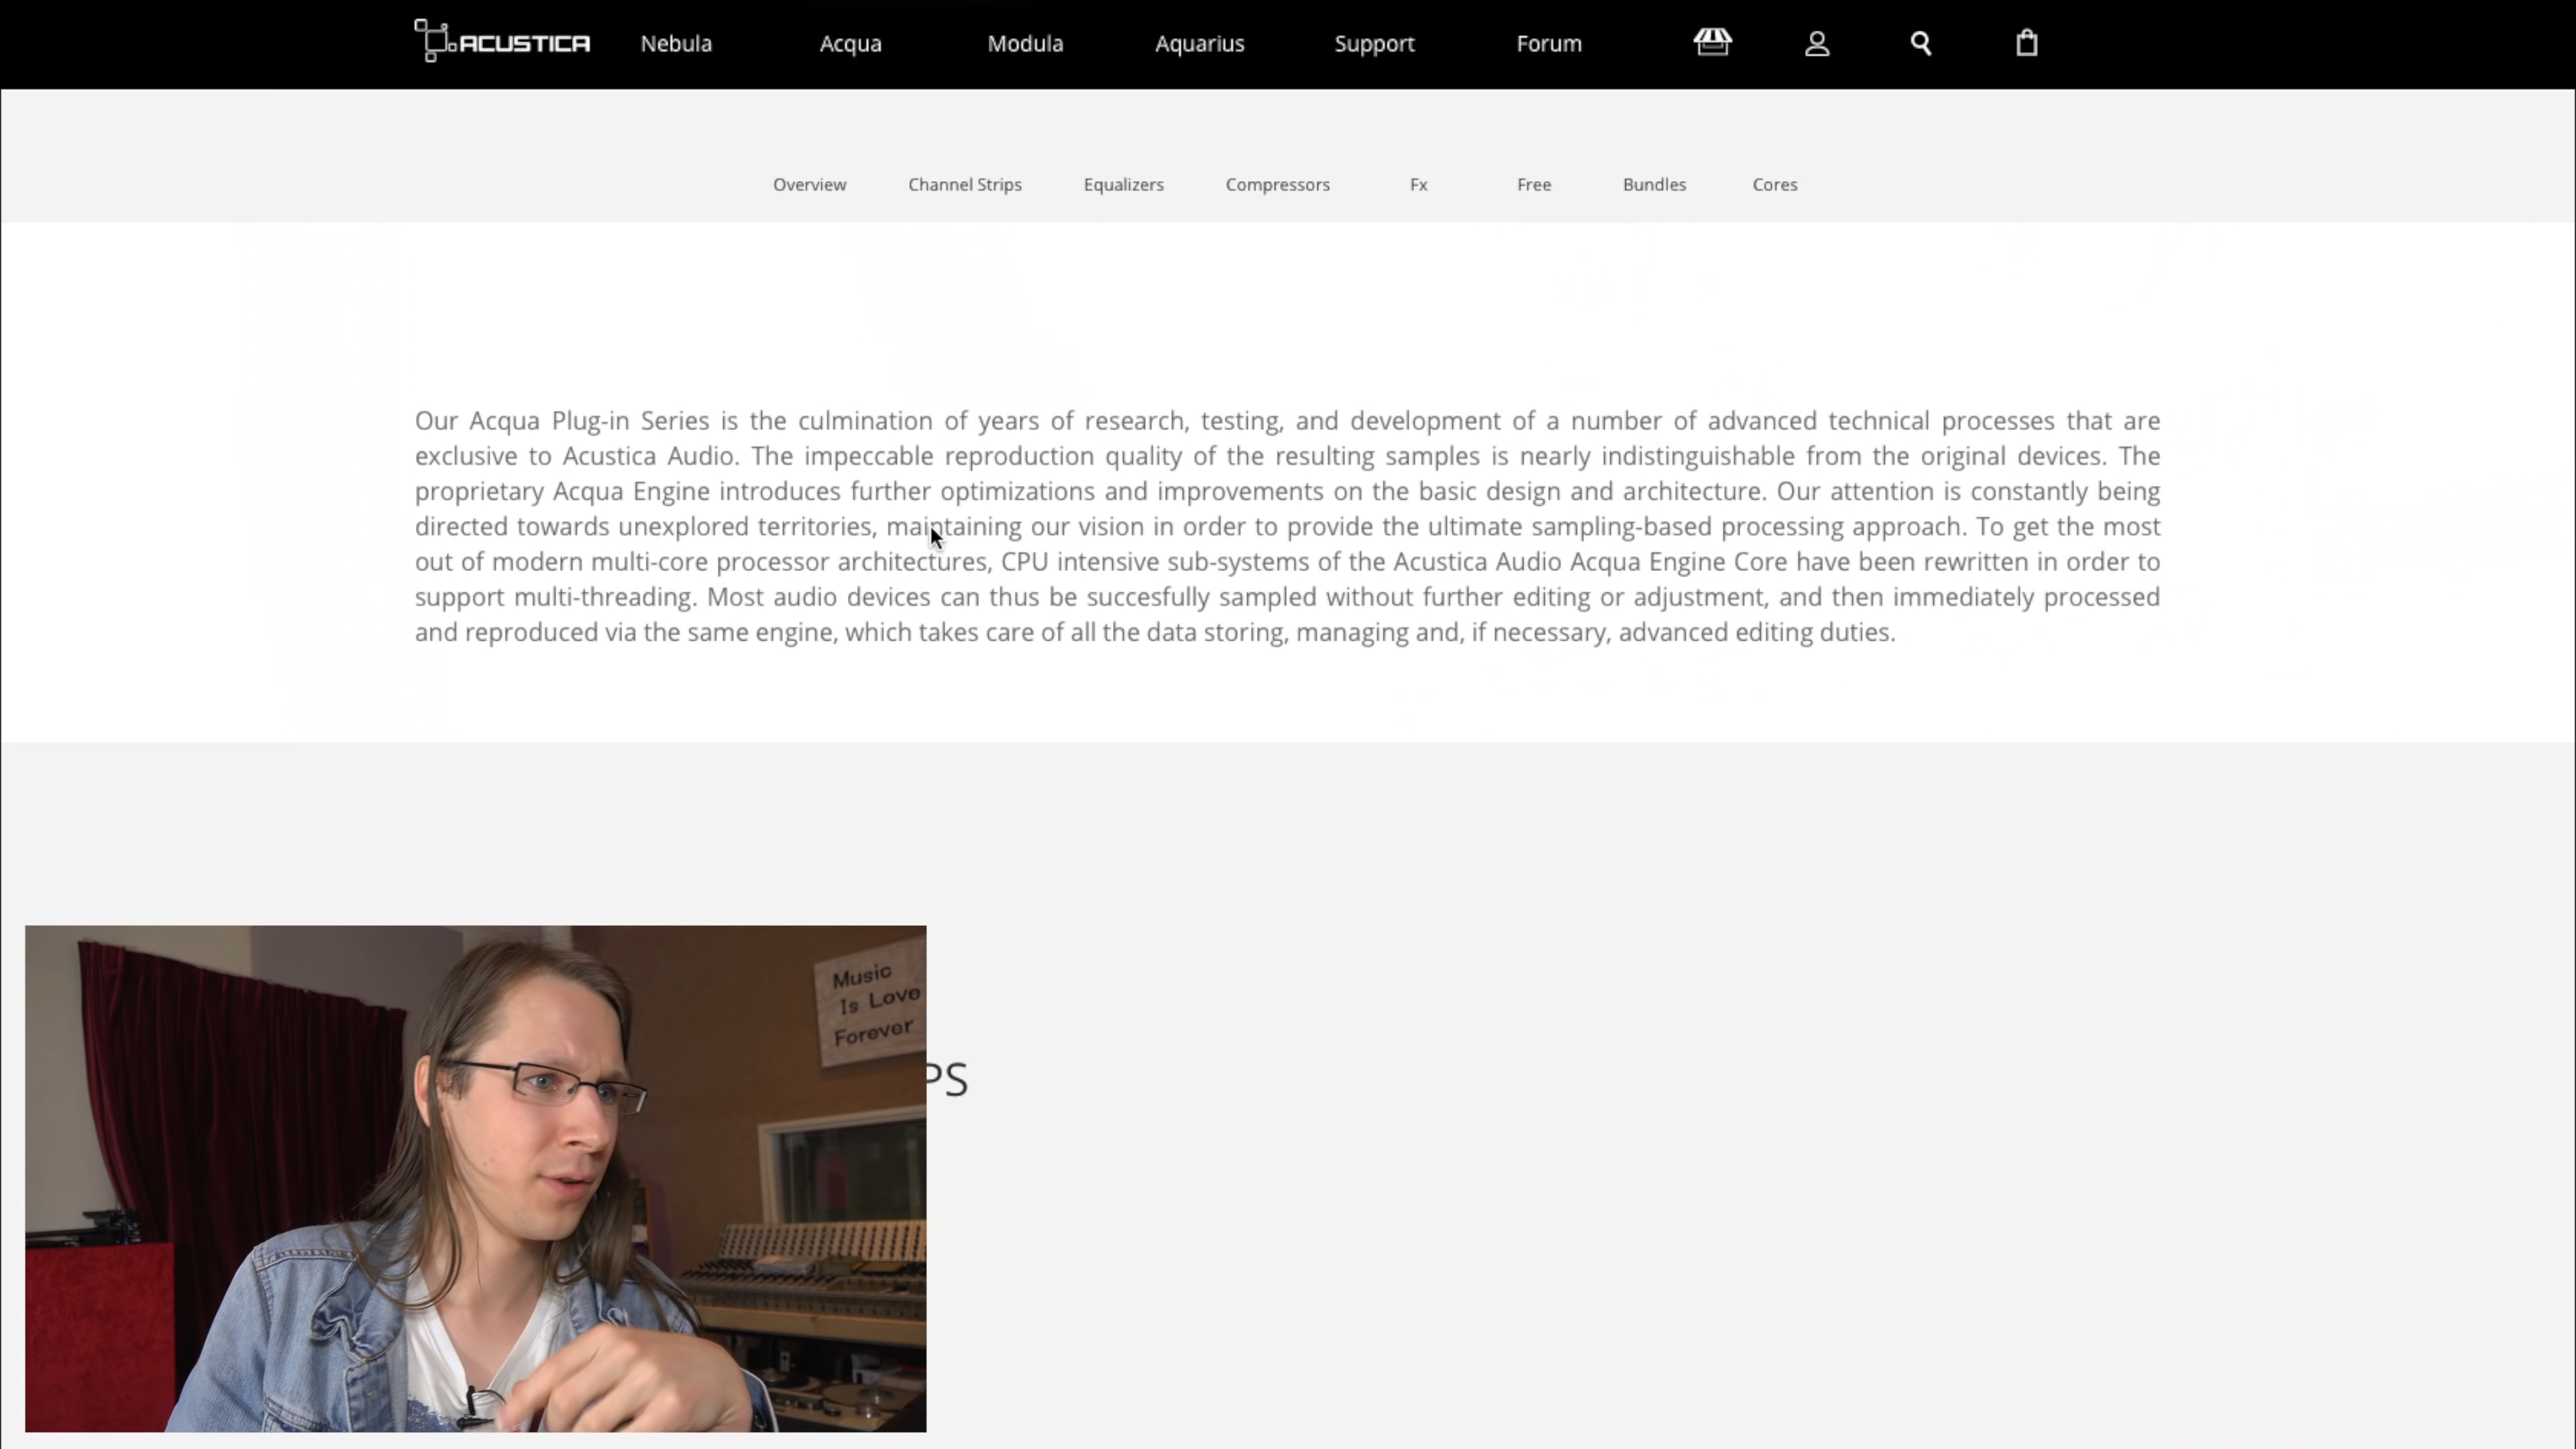 ACUSTICA Nebula Acqua Modula Aquarius Support Forum
Overview Channel Strips Equalizers Compressors Fx Free Bundles Cores
Our Acqua Plug-in Series is the culmination of years of research, testing, and development of a number of advanced technical processes that are
exclusive to Acustica Audio. The impeccable reproduction quality of the resulting samples is nearly indistinguishable from the original devices. The
proprietary Acqua Engine introduces further optimizations and improvements on the basic design and architecture. Our attention is constantly being
directed towards unexplored territories, maintaining our vision in order to provide the ultimate sampling-based processing approach. To get the most
out of modern multi-core processor architectures, CPU intensive sub-systems of the Acustica Audio Acqua Engine Core have been rewritten in order to
support multi-threading. Most audio devices can thus be succesfully sampled without further editing or adjustment, and then immediately processed
and reproduced via the same engine, which takes care of all the data storing, managing and, if necessary, advanced editing duties.
Music
Is Love
Forever
PS